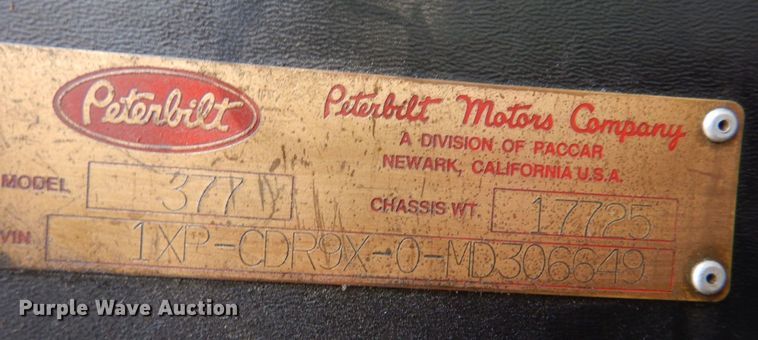 Peterbilt
Peterbilt Motors Company
A DIVISION OF PACCAR
NEWARK, CALIFORNIA U.S.A.
MODEL 377
CHASSIS WT. 17725
VIN 1XP-CDR9X-0-MD306649
Purple Wave Auction